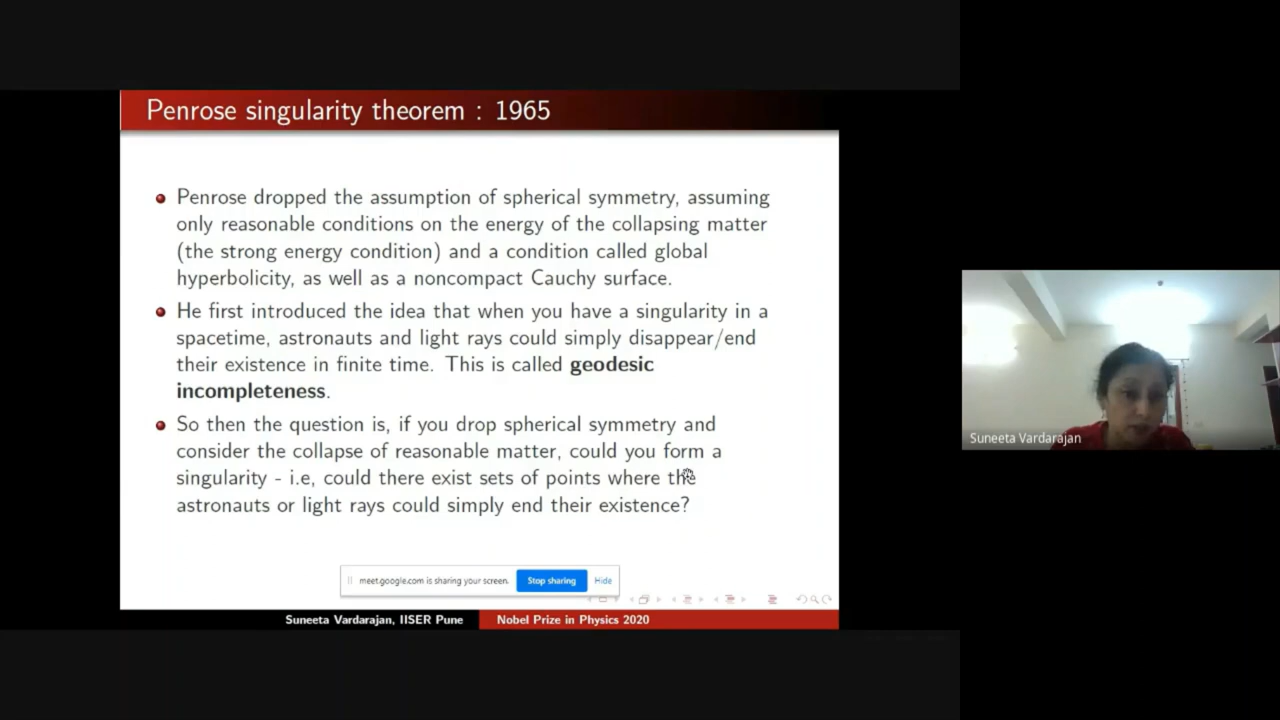 Penrose singularity theorem : 1965
Penrose dropped the assumption of spherical symmetry, assuming
only reasonable conditions on the energy of the collapsing matter
(the strong energy condition) and a condition called global
hyperbolicity, as well as a noncompact Cauchy surface.
He first introduced the idea that when you have a singularity in a
spacetime, astronauts and light rays could simply disappear/end
their existence in finite time. This is called geodesic
incompleteness.
So then the question is, if you drop spherical symmetry and
consider the collapse of reasonable matter, could you form a
singularity - i.e, could there exist sets of points where the
astronauts or light rays could simply end their existence?
meet.google.com is sharing your screen. Stop sharing Hide
Suneeta Vardarajan, IISER Pune Nobel Prize in Physics 2020
Suneeta Vardarajan